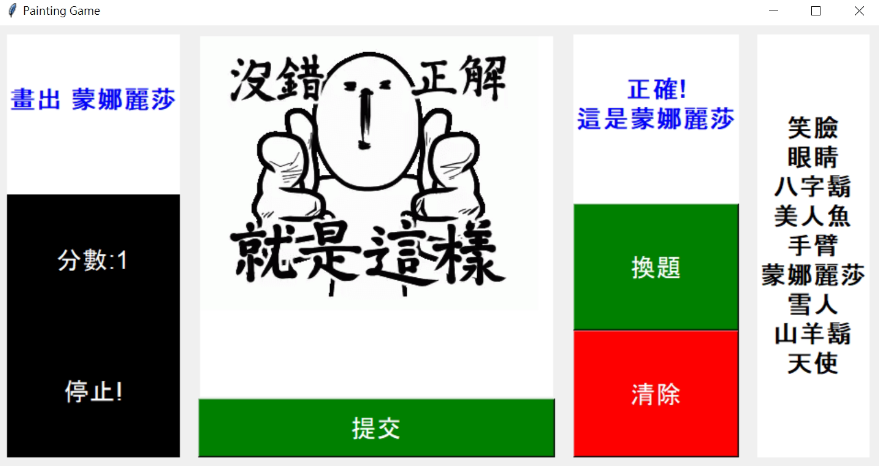 Painting Game
畫出 蒙娜麗莎
分數:1
停止!
沒錯 正解
就是這樣
提交
正確!
這是蒙娜麗莎
換題
清除
笑臉
眼睛
八字鬍
美人魚
手臂
蒙娜麗莎
雪人
山羊鬍
天使